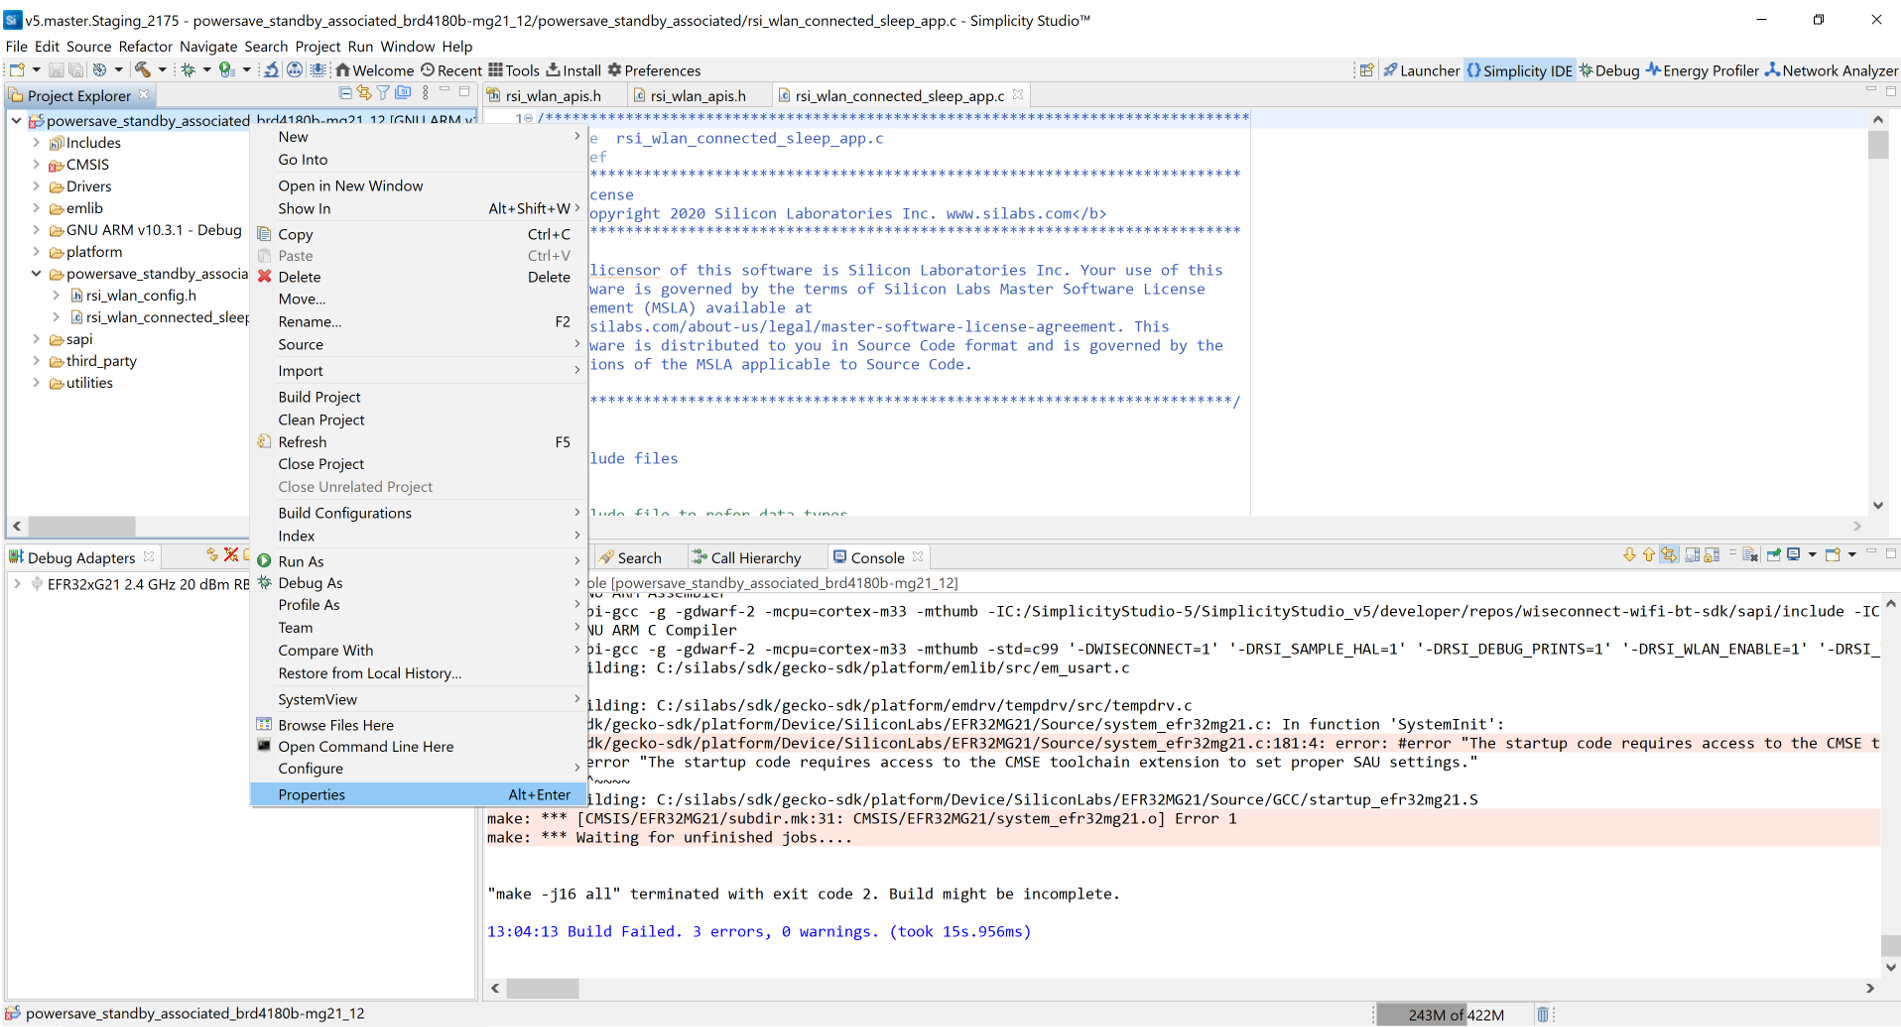 v5.master.Staging_2175 - powersave_standby_associated_brd4180b-mg21_12/powersave_standby_associated/rsi_wlan_connected_sleep_app.c - Simplicity Studio™
File Edit Source Refactor Navigate Search Project Run Window Help
Welcome Recent Tools Install Preferences
Launcher {} Simplicity IDE Debug Energy Profiler Network Analyzer
Project Explorer
rsi_wlan_apis.h
rsi_wlan_apis.h
rsi_wlan_connected_sleep_app.c
powersave_standby_associated_brd4180b-mg21_12 [GNU ARM v
Includes
CMSIS
Drivers
emlib
GNU ARM v10.3.1 - Debug
platform
powersave_standby_associa
rsi_wlan_config.h
rsi_wlan_connected_sleep
sapi
third_party
utilities
New
Go Into
Open in New Window
Show In Alt+Shift+W
Copy Ctrl+C
Paste Ctrl+V
Delete Delete
Move...
Rename... F2
Source
Import
Build Project
Clean Project
Refresh F5
Close Project
Close Unrelated Project
Build Configurations
Index
Run As
Debug As
Profile As
Team
Compare With
Restore from Local History...
SystemView
Browse Files Here
Open Command Line Here
Configure
Properties Alt+Enter
1 /*******************************************************************************
e rsi_wlan_connected_sleep_app.c
ef
*************************************************************************
cense
opyright 2020 Silicon Laboratories Inc. www.silabs.com</b>
*************************************************************************
licensor of this software is Silicon Laboratories Inc. Your use of this
ware is governed by the terms of Silicon Labs Master Software License
ement (MSLA) available at
silabs.com/about-us/legal/master-software-license-agreement. This
ware is distributed to you in Source Code format and is governed by the
ions of the MSLA applicable to Source Code.
************************************************************************/
lude files
lude file to refer data types
Debug Adapters
EFR32xG21 2.4 GHz 20 dBm RB
Search
Call Hierarchy
Console
ole [powersave_standby_associated_brd4180b-mg21_12]
NU ARM Assembler
bi-gcc -g -gdwarf-2 -mcpu=cortex-m33 -mthumb -IC:/SimplicityStudio-5/SimplicityStudio_v5/developer/repos/wiseconnect-wifi-bt-sdk/sapi/include -IC
NU ARM C Compiler
bi-gcc -g -gdwarf-2 -mcpu=cortex-m33 -mthumb -std=c99 '-DWISECONNECT=1' '-DRSI_SAMPLE_HAL=1' '-DRSI_DEBUG_PRINTS=1' '-DRSI_WLAN_ENABLE=1' '-DRSI_
ilding: C:/silabs/sdk/gecko-sdk/platform/emlib/src/em_usart.c
ilding: C:/silabs/sdk/gecko-sdk/platform/emdrv/tempdrv/src/tempdrv.c
dk/gecko-sdk/platform/Device/SiliconLabs/EFR32MG21/Source/system_efr32mg21.c: In function 'SystemInit':
dk/gecko-sdk/platform/Device/SiliconLabs/EFR32MG21/Source/system_efr32mg21.c:181:4: error: #error "The startup code requires access to the CMSE t
error "The startup code requires access to the CMSE toolchain extension to set proper SAU settings."
^~~~~
ilding: C:/silabs/sdk/gecko-sdk/platform/Device/SiliconLabs/EFR32MG21/Source/GCC/startup_efr32mg21.S
make: *** [CMSIS/EFR32MG21/subdir.mk:31: CMSIS/EFR32MG21/system_efr32mg21.o] Error 1
make: *** Waiting for unfinished jobs....
"make -j16 all" terminated with exit code 2. Build might be incomplete.
13:04:13 Build Failed. 3 errors, 0 warnings. (took 15s.956ms)
powersave_standby_associated_brd4180b-mg21_12
243M of 422M